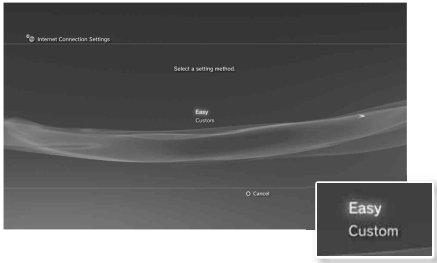 Internet Connection Settings
Select a setting method.
Easy
Custom
Cancel
Easy
Custom